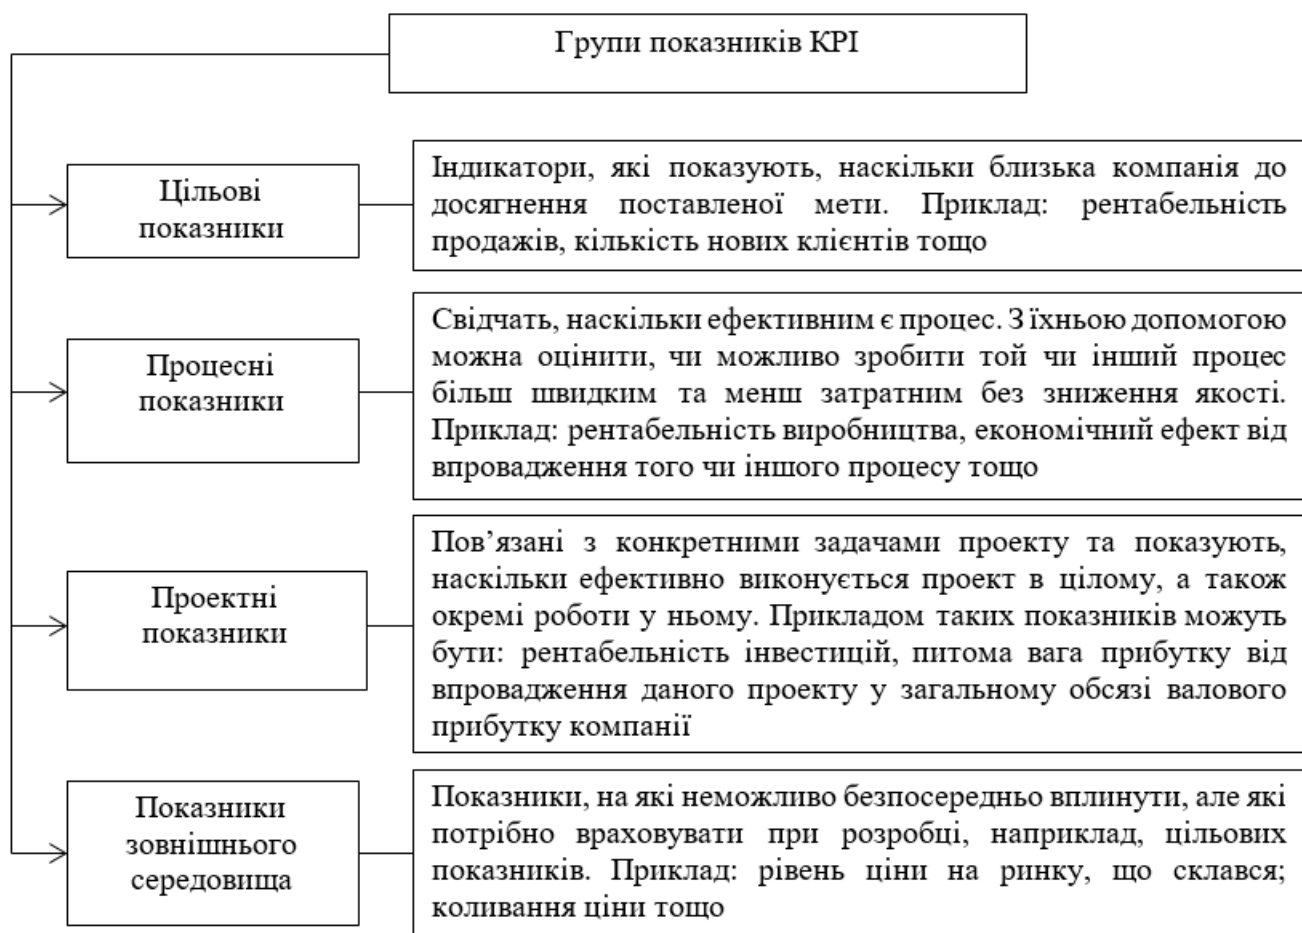 Групи показників КРІ
Цільові
показники
Індикатори, які показують, наскільки близька компанія до
досягнення поставленої мети. Приклад: рентабельність
продажів, кількість нових клієнтів тощо
Процесні
показники
Свідчать, наскільки ефективним є процес. З їхньою допомогою
можна оцінити, чи можливо зробити той чи інший процес
більш швидким та менш затратним без зниження якості.
Приклад: рентабельність виробництва, економічний ефект від
впровадження того чи іншого процесу тощо
Проектні
показники
Пов’язані з конкретними задачами проекту та показують,
наскільки ефективно виконується проект в цілому, а також
окремі роботи у ньому. Прикладом таких показників можуть
бути: рентабельність інвестицій, питома вага прибутку від
впровадження даного проекту у загальному обсязі валового
прибутку компанії
Показники
зовнішнього
середовища
Показники, на які неможливо безпосередньо вплинути, але які
потрібно враховувати при розробці, наприклад, цільових
показників. Приклад: рівень ціни на ринку, що склався;
коливання ціни тощо